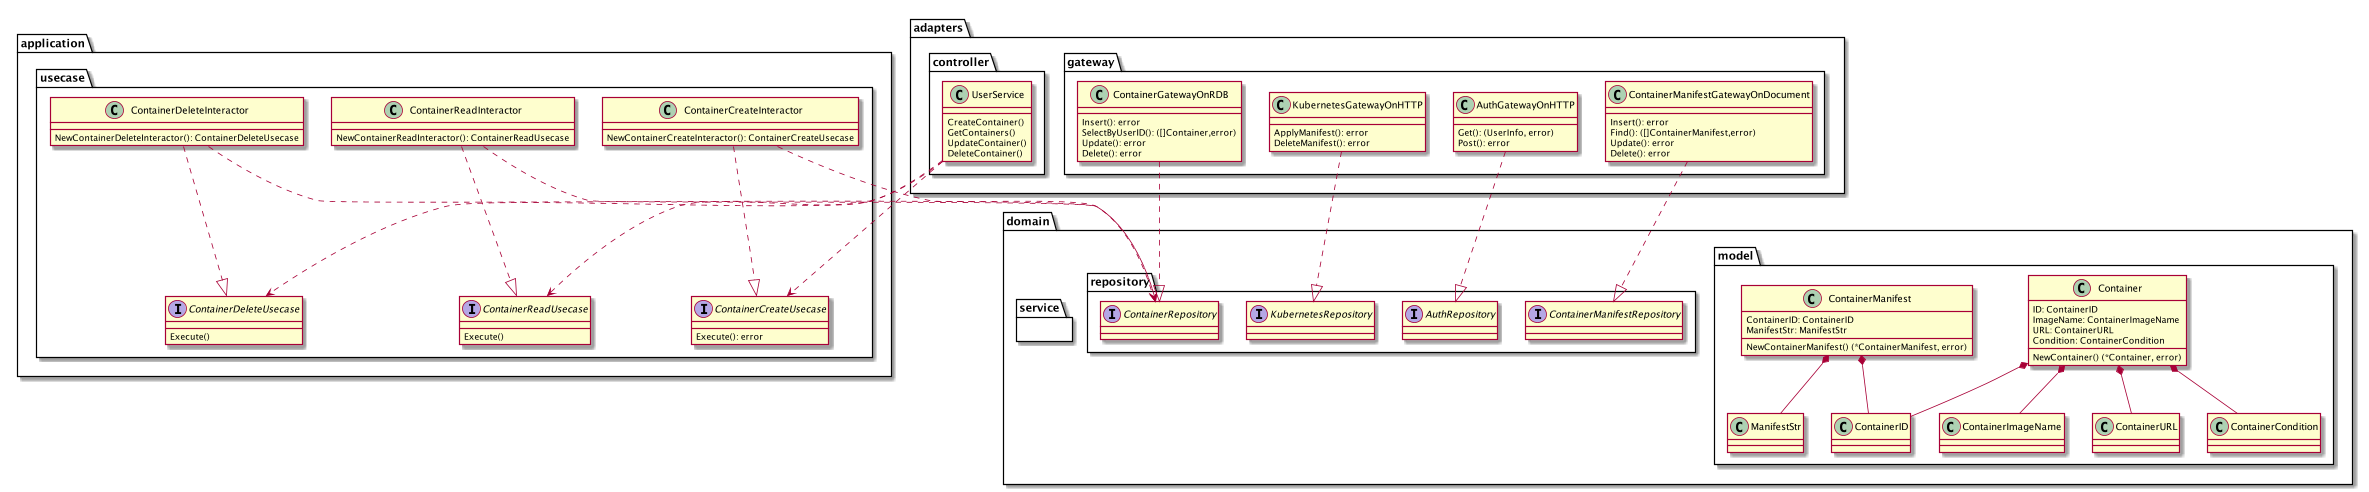 application
usecase
C ContainerDeleteInteractor
NewContainerDeleteInteractor(): ContainerDeleteUsecase
C ContainerReadInteractor
NewContainerReadInteractor(): ContainerReadUsecase
C ContainerCreateInteractor
NewContainerCreateInteractor(): ContainerCreateUsecase
I ContainerDeleteUsecase
Execute()
I ContainerReadUsecase
Execute()
I ContainerCreateUsecase
Execute(): error
adapters
controller
C UserService
CreateContainer()
GetContainers()
UpdateContainer()
DeleteContainer()
gateway
C ContainerGatewayOnRDB
Insert(): error
SelectByUserID(): ([]Container,error)
Update(): error
Delete(): error
C KubernetesGatewayOnHTTP
ApplyManifest(): error
DeleteManifest(): error
C AuthGatewayOnHTTP
Get(): (UserInfo, error)
Post(): error
C ContainerManifestGatewayOnDocument
Insert(): error
Find(): ([]ContainerManifest,error)
Update(): error
Delete(): error
domain
service
repository
I ContainerRepository
I KubernetesRepository
I AuthRepository
I ContainerManifestRepository
model
C ContainerManifest
ContainerID: ContainerID
ManifestStr: ManifestStr
NewContainerManifest() (*ContainerManifest, error)
C Container
ID: ContainerID
ImageName: ContainerImageName
URL: ContainerURL
Condition: ContainerCondition
NewContainer() (*Container, error)
C ManifestStr
C ContainerID
C ContainerImageName
C ContainerURL
C ContainerCondition